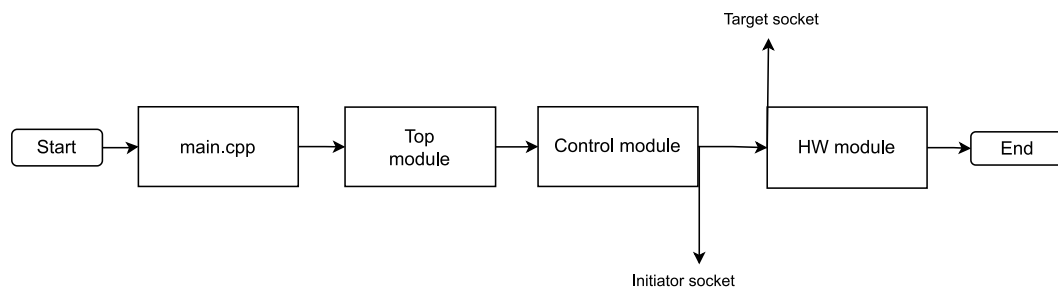 Target socket
Start
main.cpp
Top
module
Control module
HW module
End
Initiator socket